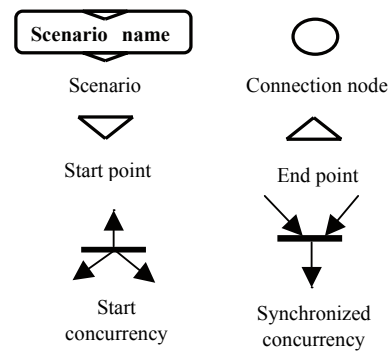 Scenario name
Scenario
Connection node
Start point
End point
Start
concurrency
Synchronized
concurrency